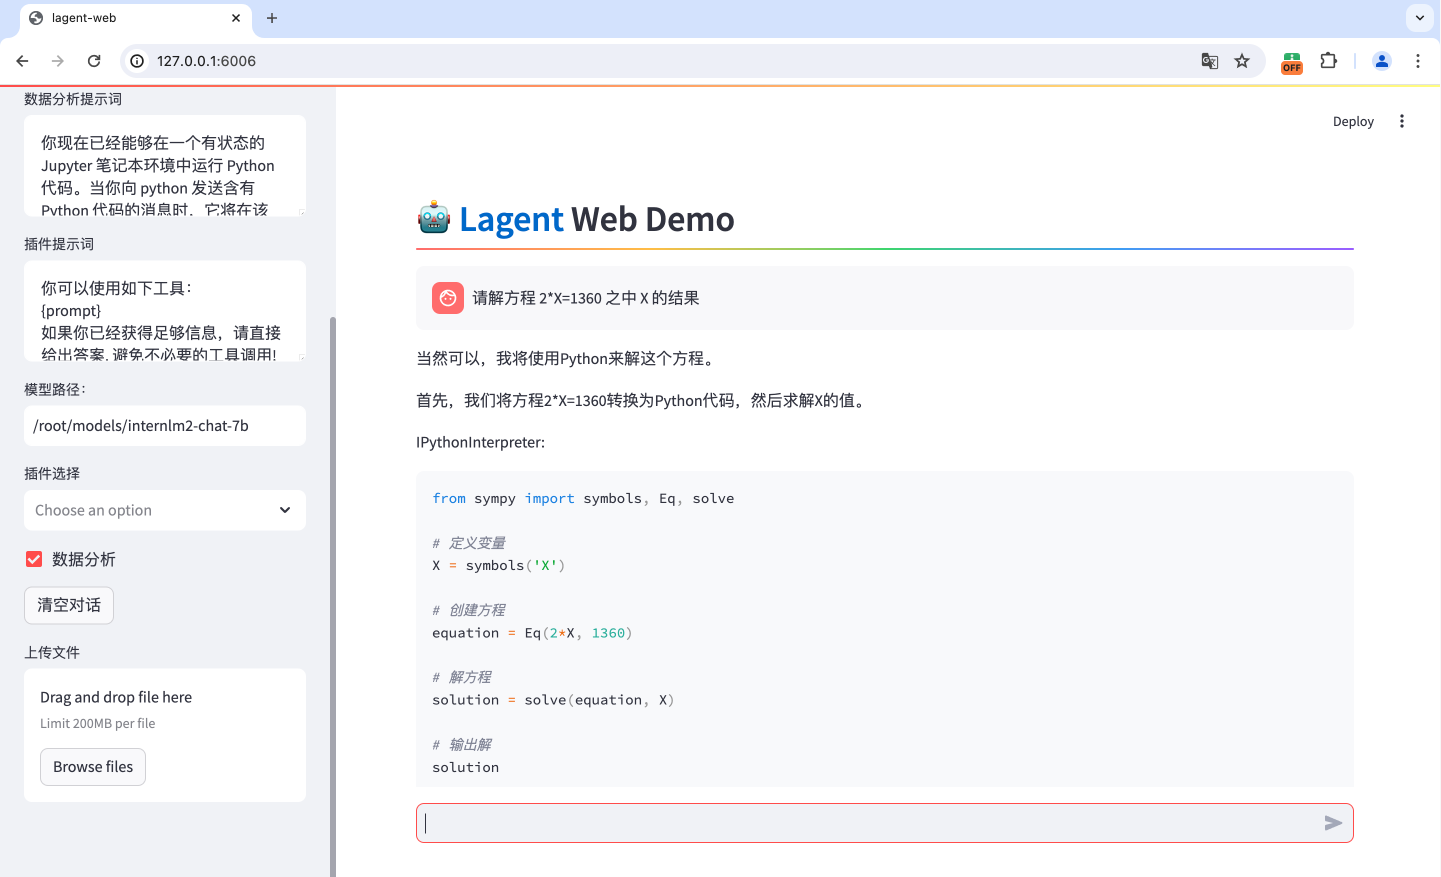 lagent-web
127.0.0.1:6006
OFF
数据分析提示词
你现在已经能够在一个有状态的
Jupyter 笔记本环境中运行 Python
代码。当你向 python 发送含有
Python 代码的消息时，它将在该
插件提示词
你可以使用如下工具：
{prompt}
如果你已经获得足够信息，请直接
给出答案. 避免不必要的工具调用!
模型路径：
/root/models/internlm2-chat-7b
插件选择
Choose an option
数据分析
清空对话
上传文件
Drag and drop file here
Limit 200MB per file
Browse files
Deploy
Lagent Web Demo
请解方程 2*X=1360 之中 X 的结果
当然可以，我将使用Python来解这个方程。
首先，我们将方程2*X=1360转换为Python代码，然后求解X的值。
IPythonInterpreter:
from sympy import symbols, Eq, solve
# 定义变量
X = symbols('X')
# 创建方程
equation = Eq(2*X, 1360)
# 解方程
solution = solve(equation, X)
# 输出解
solution